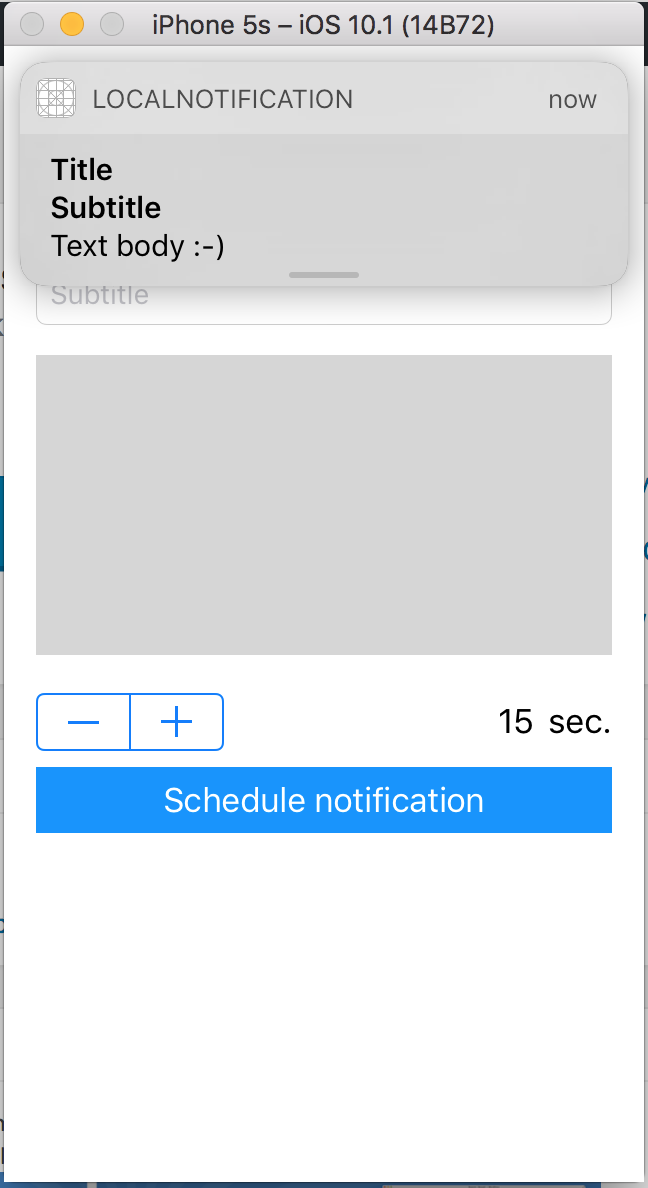 iPhone 5s – iOS 10.1 (14B72)
LOCALNOTIFICATION now
Title
Subtitle
Text body :-)
Subtitle
15 sec.
Schedule notification